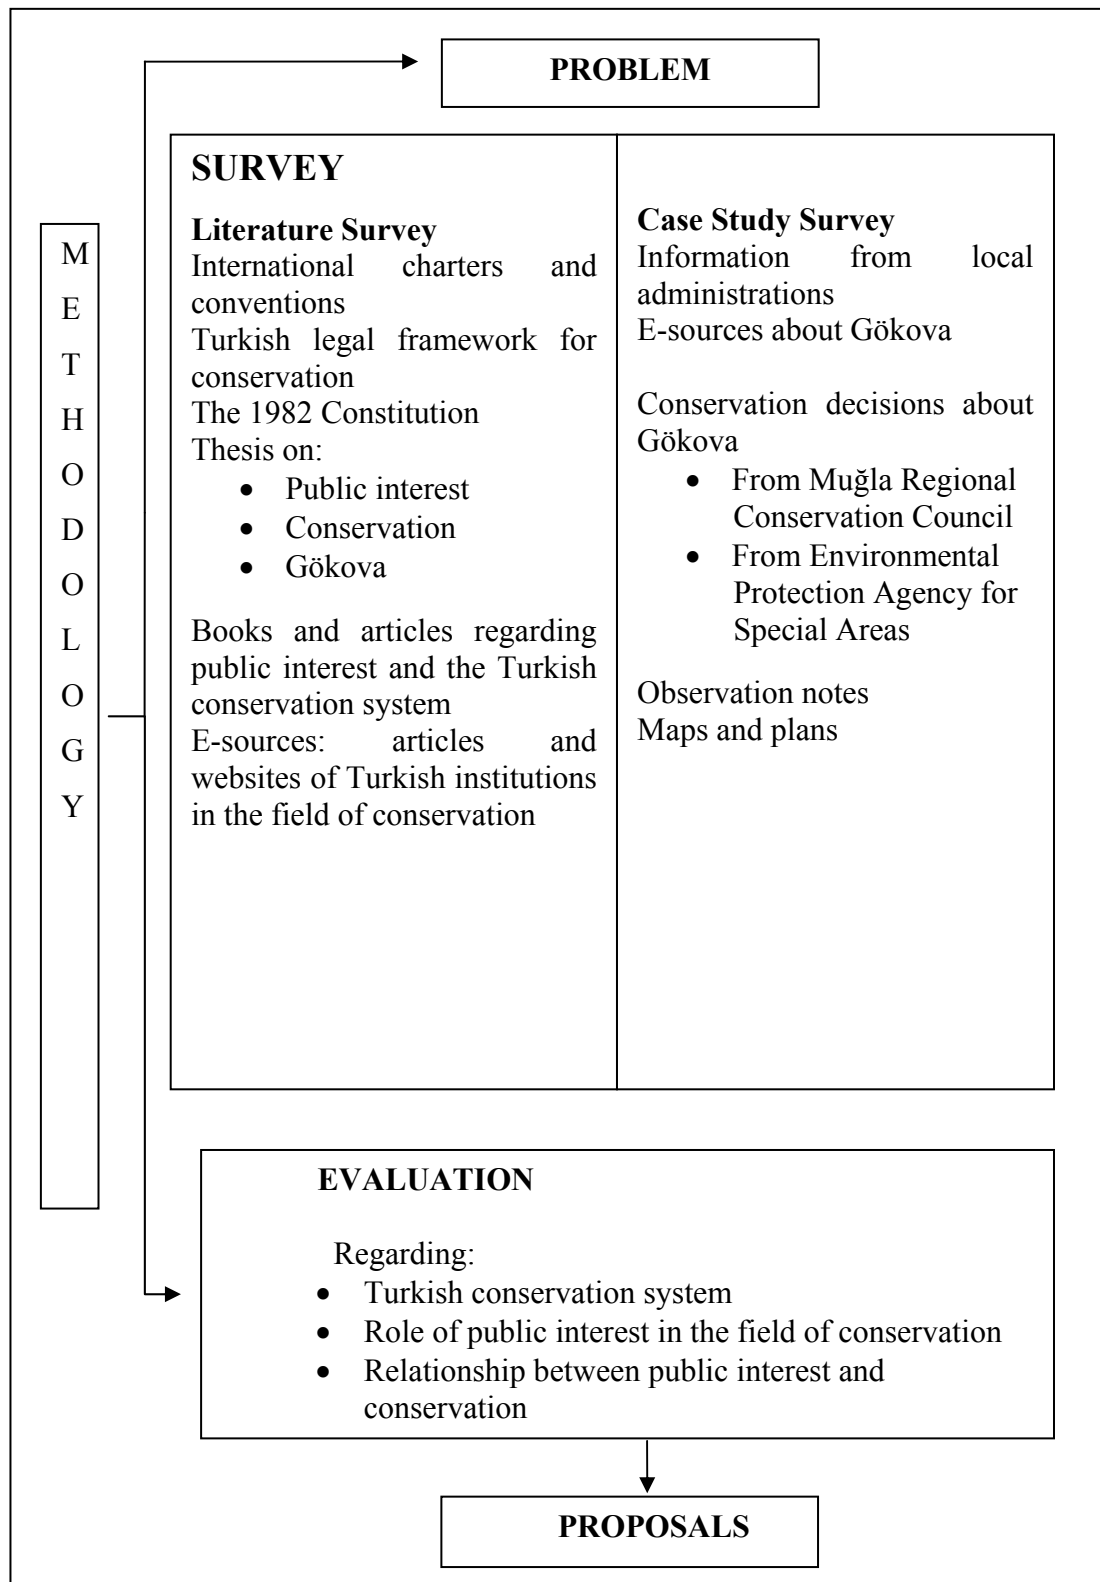 PROBLEM
METHODOLOGY
SURVEY
Literature Survey
International charters and
conventions
Turkish legal framework for
conservation
The 1982 Constitution
Thesis on:
• Public interest
• Conservation
• Gökova
Books and articles regarding
public interest and the Turkish
conservation system
E-sources: articles and
websites of Turkish institutions
in the field of conservation
Case Study Survey
Information from local
administrations
E-sources about Gökova
Conservation decisions about
Gökova
• From Muğla Regional
Conservation Council
• From Environmental
Protection Agency for
Special Areas
Observation notes
Maps and plans
EVALUATION
Regarding:
• Turkish conservation system
• Role of public interest in the field of conservation
• Relationship between public interest and
conservation
PROPOSALS